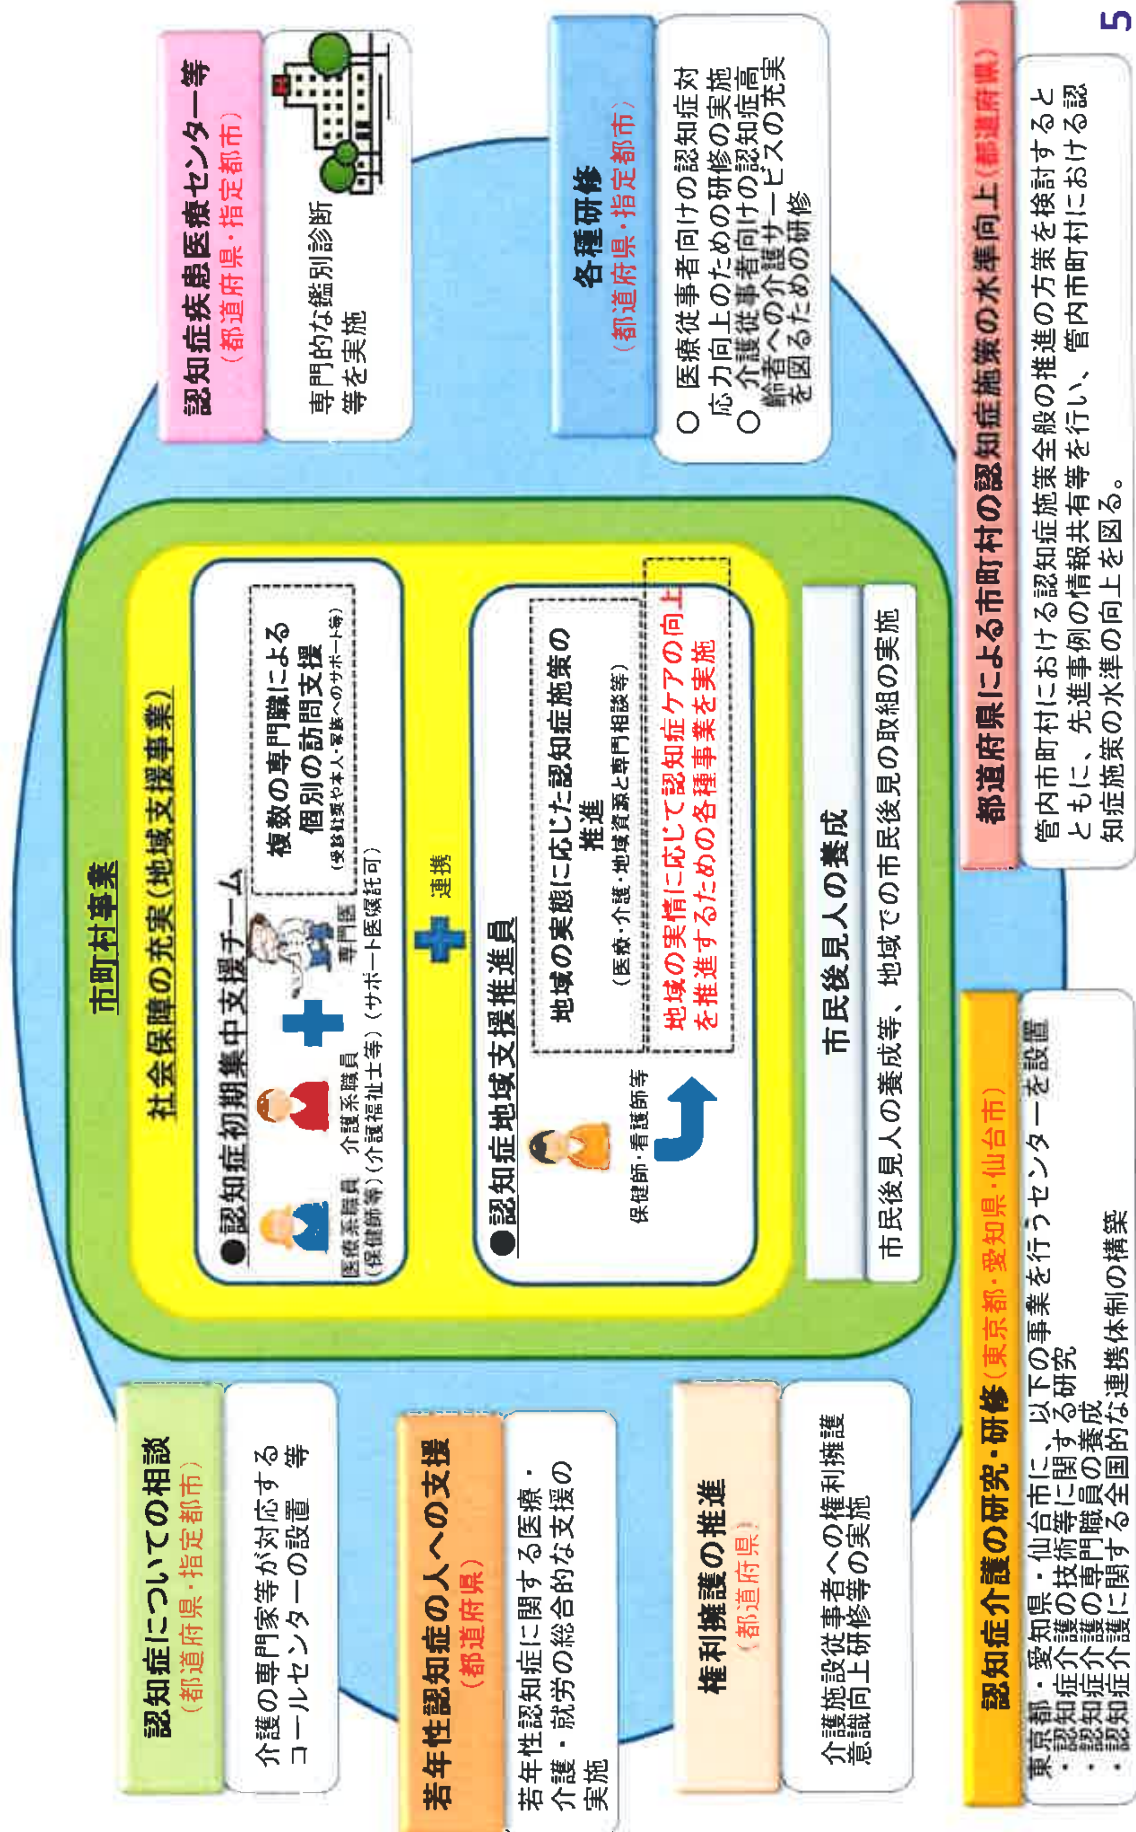 市町村事業
社会保障の充実(地域支援事業)
●認知症初期集中支援チーム
複数の専門職による
個別の訪問支援
(受診勧奨や本人・家族へのサポート等)
医療系職員
(保健師等)
介護系職員
(介護福祉士等)
専門医
(サポート医嘱託可)
連携
●認知症地域支援推進員
地域の実態に応じた認知症施策の
推進
(医療・介護・地域資源と専門相談等)
地域の実情に応じて認知症ケアの向上
を推進するための各種事業を実施
保健師・看護師等
市民後見人の養成
市民後見人の養成等、地域での市民後見の取組の実施
認知症についての相談
(都道府県・指定都市)
介護の専門家等が対応する
コールセンターの設置 等
若年性認知症の人への支援
(都道府県)
若年性認知症に関する医療・
介護・就労の総合的な支援の
実施
権利擁護の推進
(都道府県)
介護施設従事者への権利擁護
意識向上研修等の実施
認知症疾患医療センター等
(都道府県・指定都市)
専門的な鑑別診断
等を実施
H
各種研修
(都道府県・指定都市)
○ 医療従事者向けの認知症対
応力向上のための研修の実施
○ 介護従事者向けの認知症高
齢者への介護サービスの充実
を図るための研修
認知症介護の研究・研修(東京都・愛知県・仙台市)
東京都・愛知県・仙台市に、以下の事業を行うセンターを設置
・認知症介護の技術等に関する研究
・認知症介護の専門職員の養成
・認知症介護に関する全国的な連携体制の構築
都道府県による市町村の認知症施策の水準向上(都道府県)
管内市町村における認知症施策全般の推進の方策を検討すると
ともに、先進事例の情報共有等を行い、管内市町村における認
知症施策の水準の向上を図る。
5